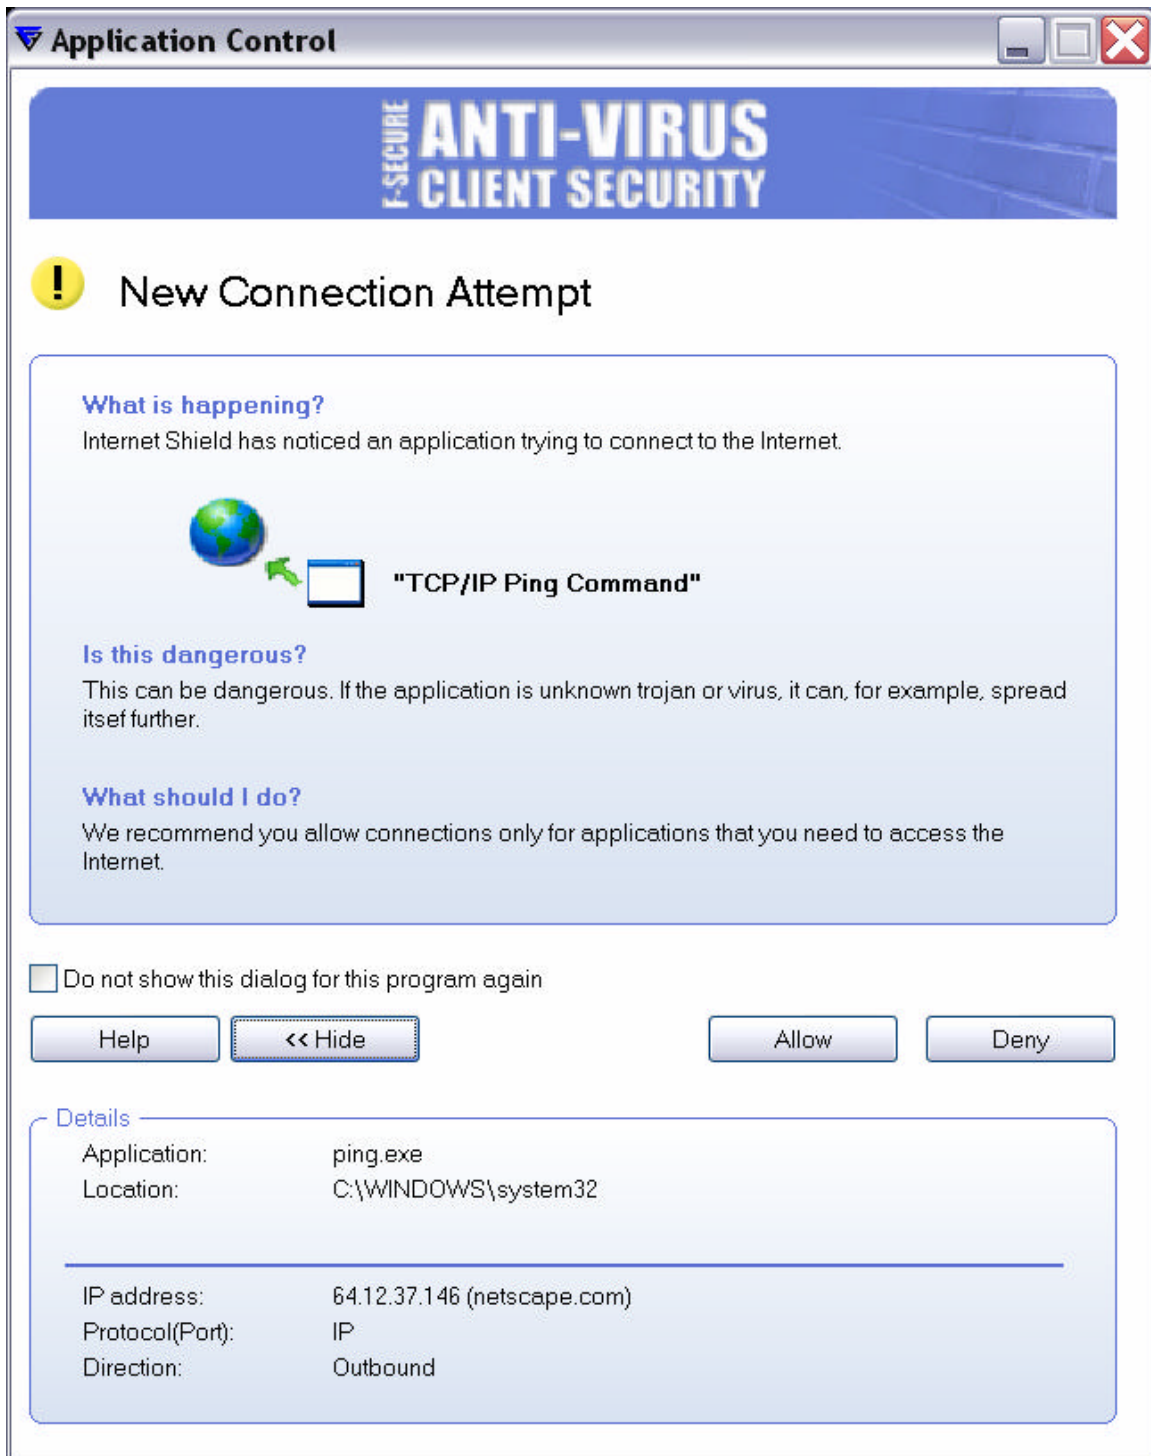 Application Control
F-SECURE
ANTI-VIRUS
CLIENT SECURITY
! New Connection Attempt
What is happening?
Internet Shield has noticed an application trying to connect to the Internet.
"TCP/IP Ping Command"
Is this dangerous?
This can be dangerous. If the application is unknown trojan or virus, it can, for example, spread
itsef further.
What should I do?
We recommend you allow connections only for applications that you need to access the
Internet.
Do not show this dialog for this program again
Help << Hide Allow Deny
Details
Application: ping.exe
Location: C:\WINDOWS\system32
IP address: 64.12.37.146 (netscape.com)
Protocol(Port): IP
Direction: Outbound